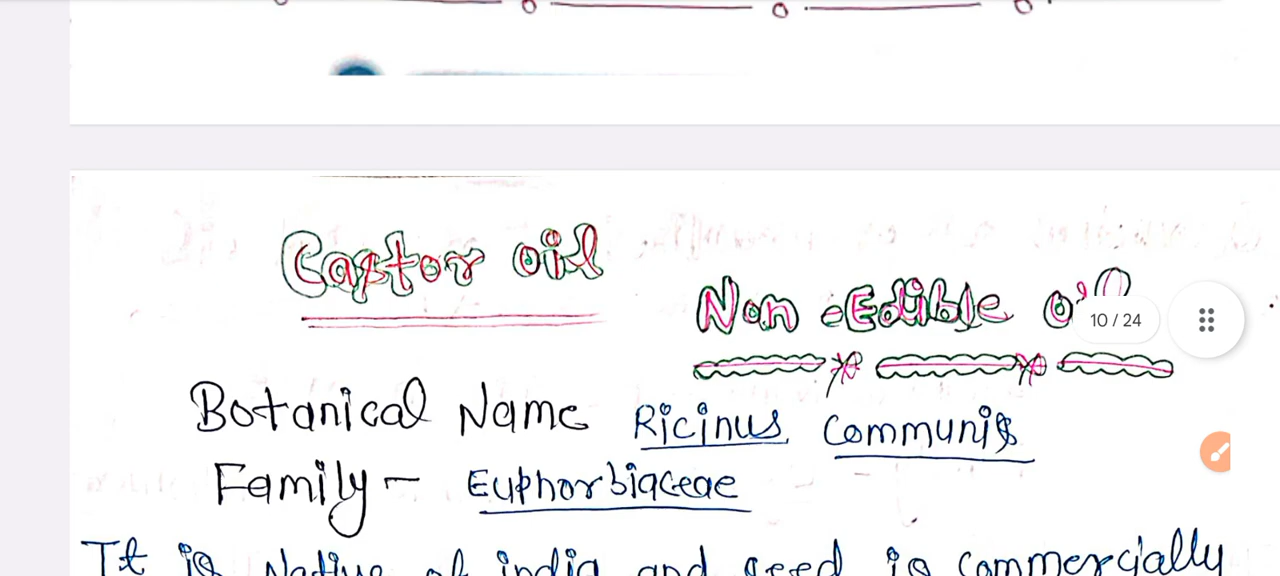 Castor oil
Non-Edible oil
10 / 24
Botanical Name Ricinus Communis
Family - Euphorbiaceae
It is Native of india and seed is commercially